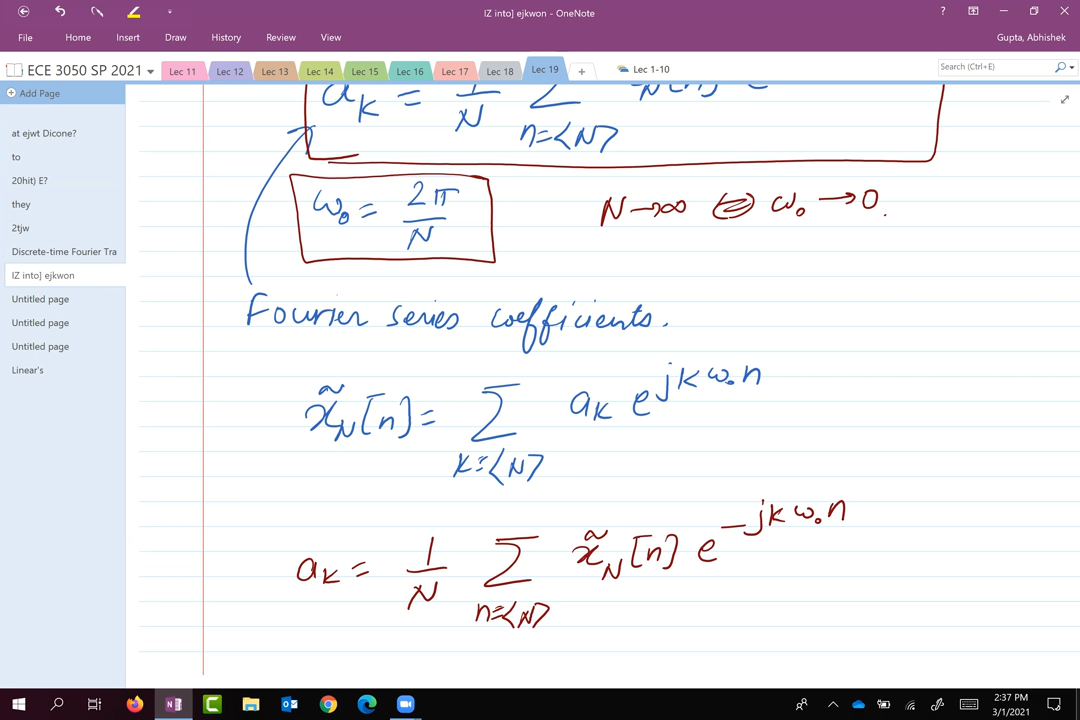 IZ into] ejkwon - OneNote
Gupta, Abhishek
File Home Insert Draw History Review View
ECE 3050 SP 2021 Lec 11 Lec 12 Lec 13 Lec 14 Lec 15 Lec 16 Lec 17 Lec 18 Lec 19 + Lec 1-10 Search (Ctrl+E)
Add Page
at ejwt Dicone?
to
20hit) E?
they
2tjw
Discrete-time Fourier Tra
IZ into] ejkwon
Untitled page
Untitled page
Untitled page
Linear's
a_k = 1/N Σ n=<N>
ω₀ = 2π/N
N→∞ ⇔ ω₀→0.
Fourier series coefficients.
x̃_N[n] = Σ k=<N> a_k e^{jkω₀n}
a_k = 1/N Σ n=<N> x̃_N[n] e^{-jkω₀n}
2:37 PM
3/1/2021